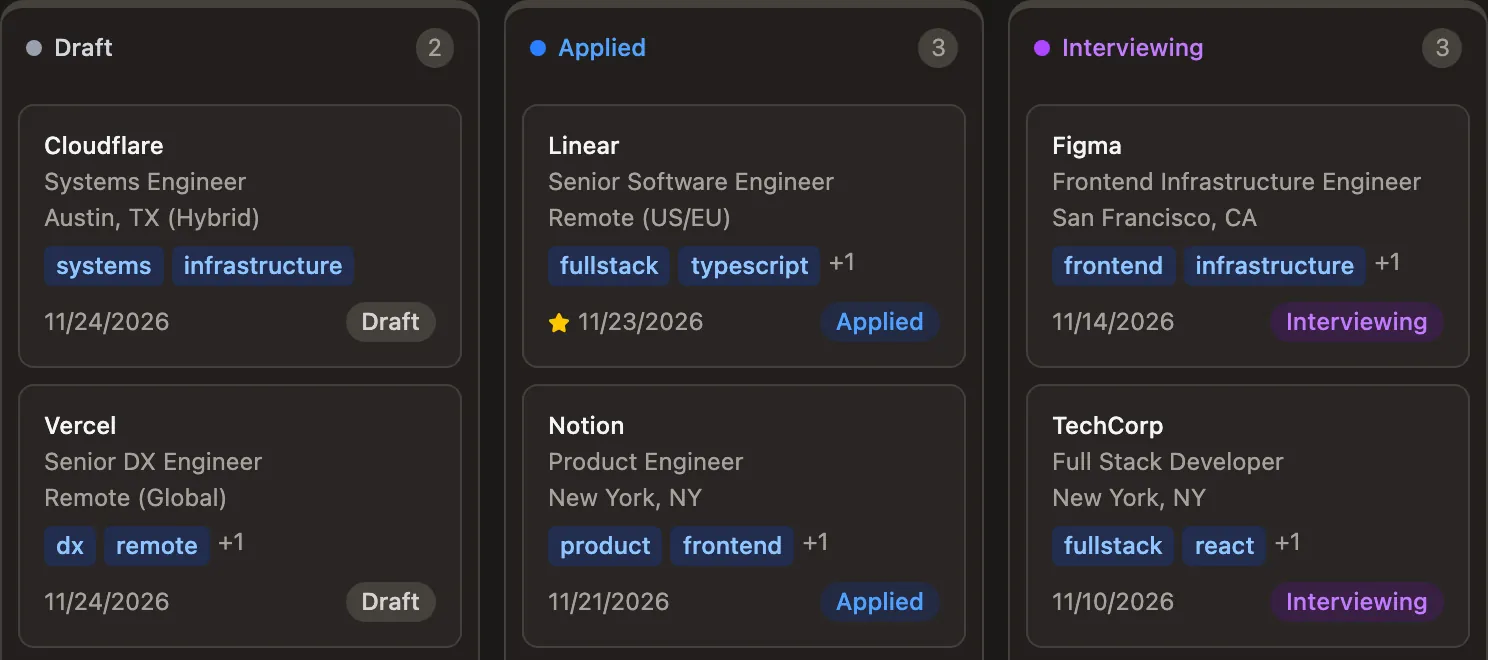 Draft 2
Cloudflare
Systems Engineer
Austin, TX (Hybrid)
systems infrastructure
11/24/2026 Draft
Vercel
Senior DX Engineer
Remote (Global)
dx remote +1
11/24/2026 Draft
Applied 3
Linear
Senior Software Engineer
Remote (US/EU)
fullstack typescript +1
11/23/2026 Applied
Notion
Product Engineer
New York, NY
product frontend +1
11/21/2026 Applied
Interviewing 3
Figma
Frontend Infrastructure Engineer
San Francisco, CA
frontend infrastructure +1
11/14/2026 Interviewing
TechCorp
Full Stack Developer
New York, NY
fullstack react +1
11/10/2026 Interviewing